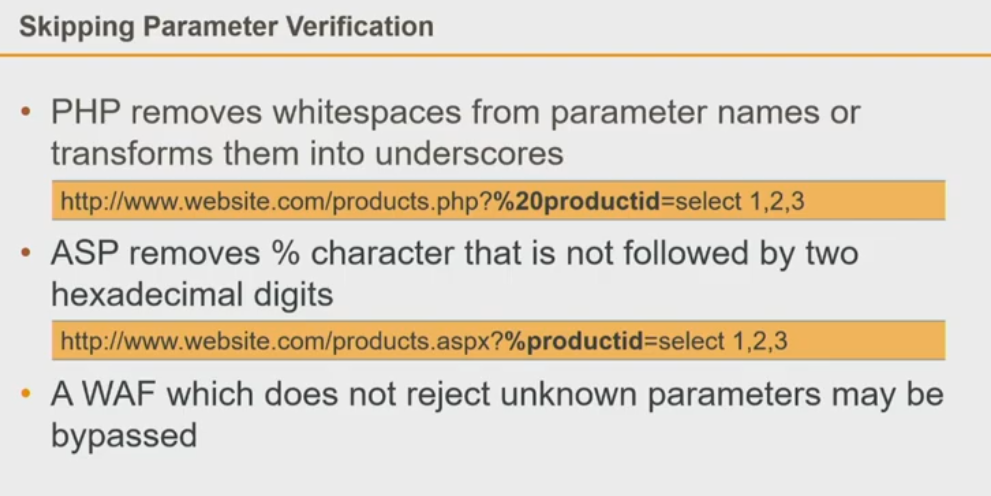 Skipping Parameter Verification
• PHP removes whitespaces from parameter names or
transforms them into underscores
http://www.website.com/products.php?%20productid=select 1,2,3
• ASP removes % character that is not followed by two
hexadecimal digits
http://www.website.com/products.aspx?%productid=select 1,2,3
• A WAF which does not reject unknown parameters may be
bypassed